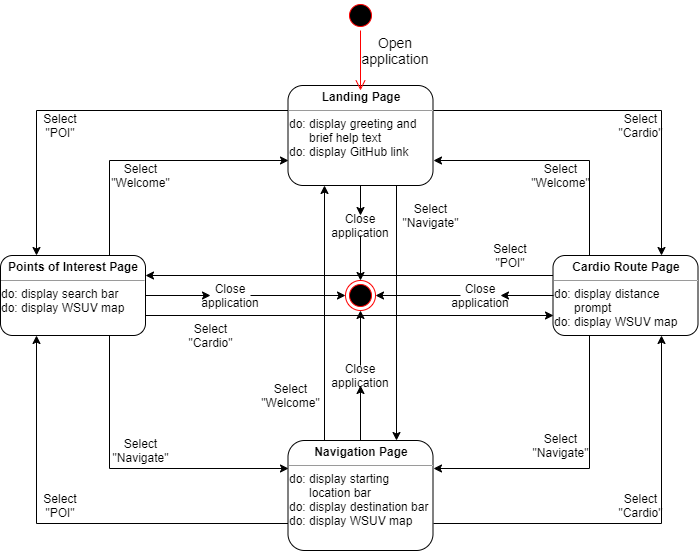 Open
application
Landing Page
do: display greeting and
brief help text
do: display GitHub link
Select
"POI"
Select
"Cardio"
Select
"Welcome"
Select
"Welcome"
Close
application
Select
"Navigate"
Select
"POI"
Points of Interest Page
do: display search bar
do: display WSUV map
Close
application
Close
application
Cardio Route Page
do: display distance
prompt
do: display WSUV map
Select
"Cardio"
Close
application
Select
"Welcome"
Select
"Navigate"
Select
"Navigate"
Navigation Page
do: display starting
location bar
do: display destination bar
do: display WSUV map
Select
"POI"
Select
"Cardio'